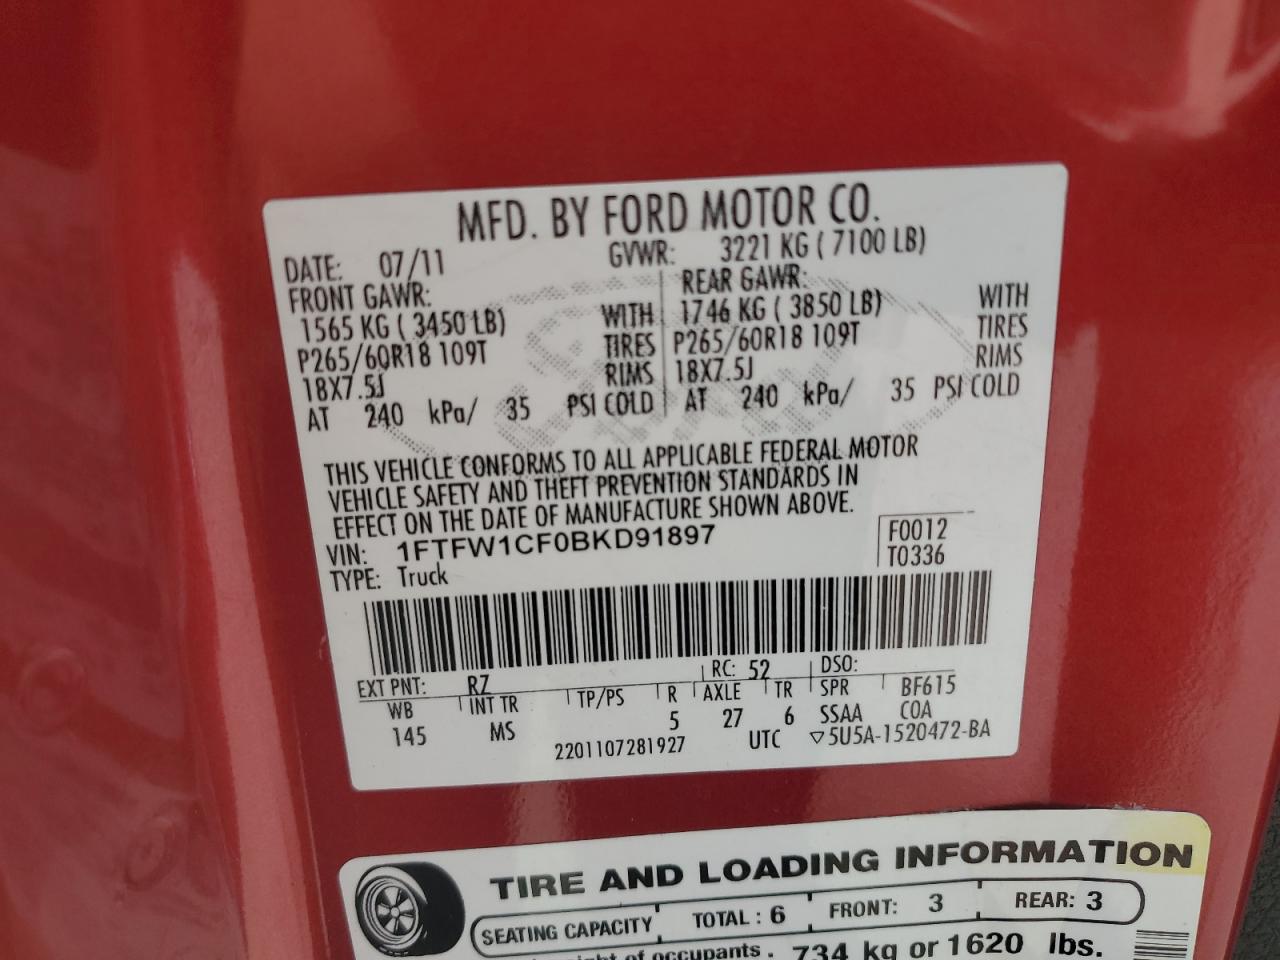 MFD. BY FORD MOTOR CO.
DATE: 07/11 GVWR: 3221 KG ( 7100 LB)
FRONT GAWR: REAR GAWR:
1565 KG ( 3450 LB) WITH 1746 KG ( 3850 LB) WITH
P265/60R18 109T TIRES P265/60R18 109T TIRES
18X7.5J RIMS 18X7.5J RIMS
AT 240 kPa/ 35 PSI COLD AT 240 kPa/ 35 PSI COLD
THIS VEHICLE CONFORMS TO ALL APPLICABLE FEDERAL MOTOR
VEHICLE SAFETY AND THEFT PREVENTION STANDARDS IN
EFFECT ON THE DATE OF MANUFACTURE SHOWN ABOVE.
VIN: 1FTFW1CF0BKD91897 F0012
TYPE: Truck T0336
EXT PNT: RZ RC: 52 DSO:
WB INT TR TP/PS R AXLE TR SPR BF615
145 MS 5 27 6 SSAA COA
2201107281927 UTC ▽5U5A-1520472-BA
TIRE AND LOADING INFORMATION
SEATING CAPACITY TOTAL : 6 FRONT: 3 REAR: 3
of occupants . 734 kg or 1620 lbs.